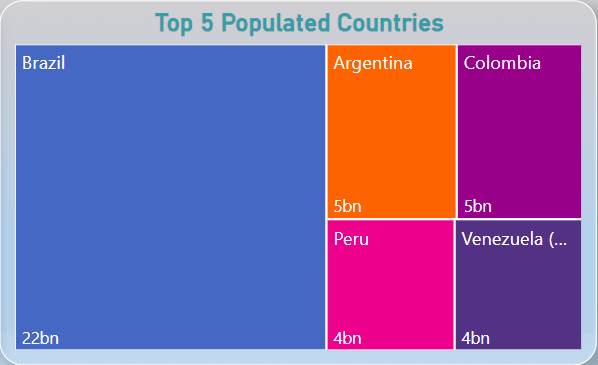 Top 5 Populated Countries
Brazil
22bn
Argentina
5bn
Colombia
5bn
Peru
4bn
Venezuela (...
4bn